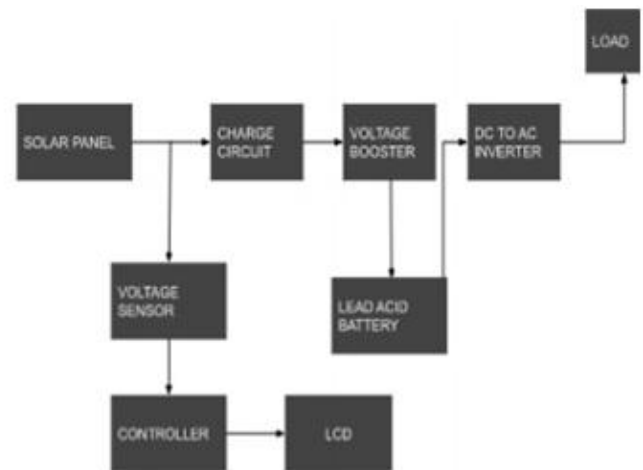 LOAD
SOLAR PANEL
CHARGE
CIRCUIT
VOLTAGE
BOOSTER
DC TO AC
INVERTER
VOLTAGE
SENSOR
LEAD ACID
BATTERY
CONTROLLER
LCD